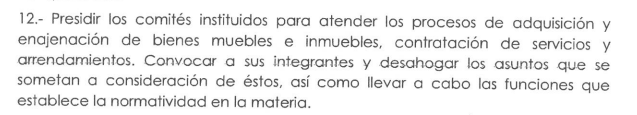 12.- Presidir los comités instituidos para atender los procesos de adquisición y
enajenación de bienes muebles e inmuebles, contratación de servicios y
arrendamientos. Convocar a sus integrantes y desahogar los asuntos que se
sometan a consideración de éstos, así como llevar a cabo las funciones que
establece la normatividad en la materia.